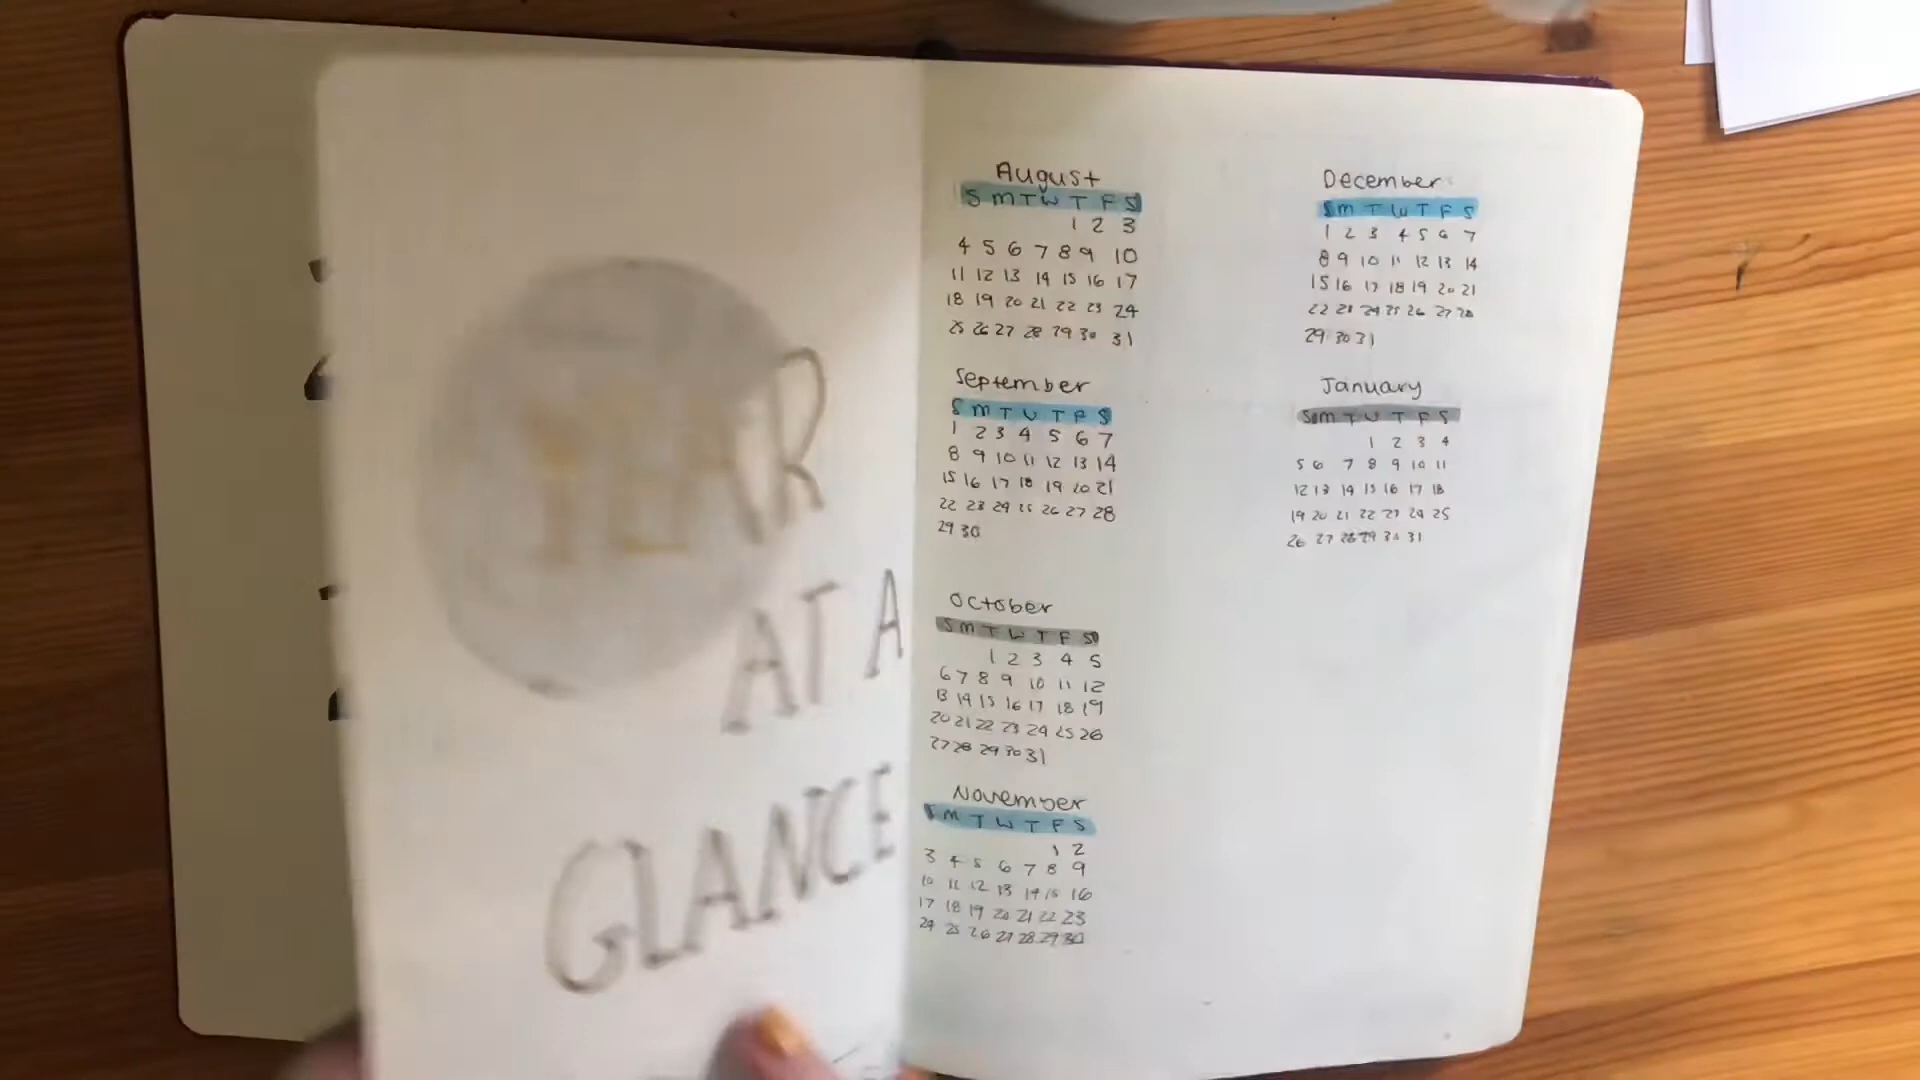 YEAR
AT A
GLANCE
August
S M T W T F S
1 2 3
4 5 6 7 8 9 10
11 12 13 14 15 16 17
18 19 20 21 22 23 24
25 26 27 28 29 30 31
September
S M T W T F S
1 2 3 4 5 6 7
8 9 10 11 12 13 14
15 16 17 18 19 20 21
22 23 24 25 26 27 28
29 30
October
S M T W T F S
1 2 3 4 5
6 7 8 9 10 11 12
13 14 15 16 17 18 19
20 21 22 23 24 25 26
27 28 29 30 31
November
S M T W T F S
1 2
3 4 5 6 7 8 9
10 11 12 13 14 15 16
17 18 19 20 21 22 23
24 25 26 27 28 29 30
December
S M T W T F S
1 2 3 4 5 6 7
8 9 10 11 12 13 14
15 16 17 18 19 20 21
22 23 24 25 26 27 28
29 30 31
January
S M T W T F S
1 2 3 4
5 6 7 8 9 10 11
12 13 14 15 16 17 18
19 20 21 22 23 24 25
26 27 28 29 30 31